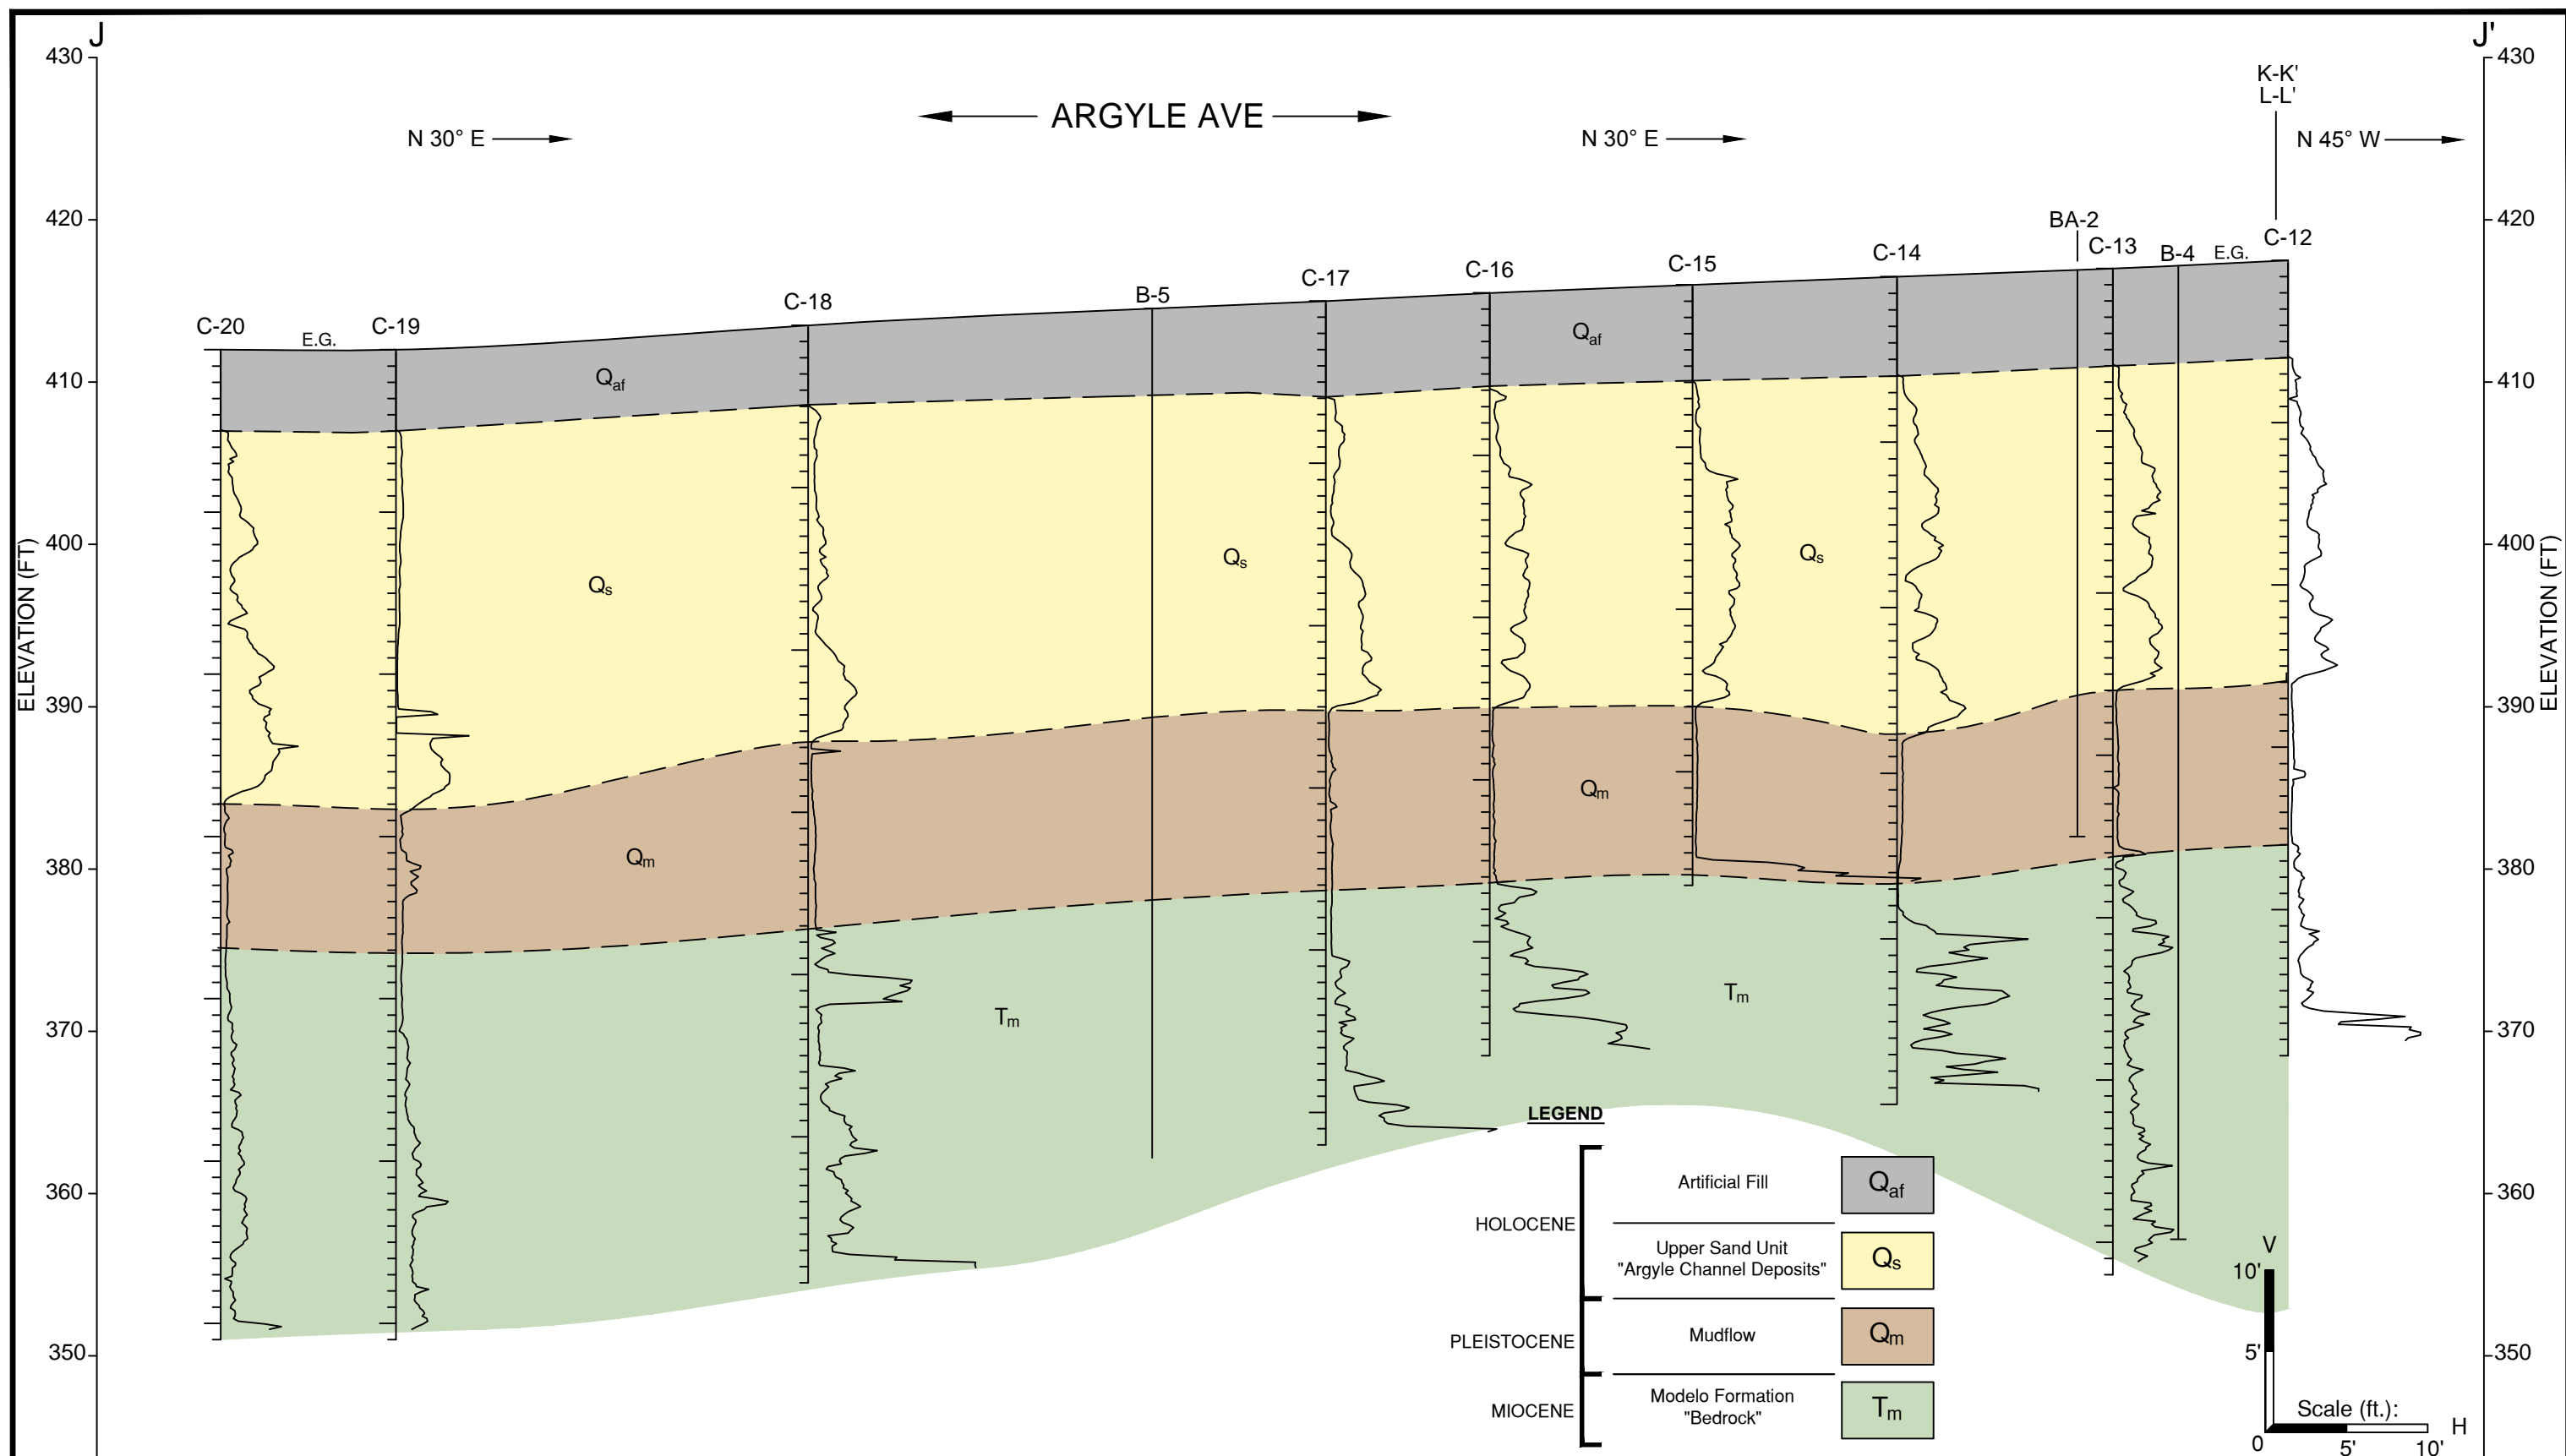 J
J'
430
430
K-K'
L-L'
ARGYLE AVE
N 30° E
N 30° E
N 45° W
420
420
BA-2
C-12
C-13
B-4
E.G.
C-14
C-15
C-16
C-17
B-5
C-18
C-20
E.G.
C-19
410
410
Qaf
Qaf
400
400
ELEVATION (FT)
ELEVATION (FT)
Qs
Qs
Qs
390
390
Qm
Qm
380
380
Tm
Tm
370
370
360
360
350
350
LEGEND
HOLOCENE
Artificial Fill
Qaf
Upper Sand Unit
"Argyle Channel Deposits"
Qs
PLEISTOCENE
Mudflow
Qm
MIOCENE
Modelo Formation
"Bedrock"
Tm
V
10'
5'
Scale (ft.):
H
0
5'
10'